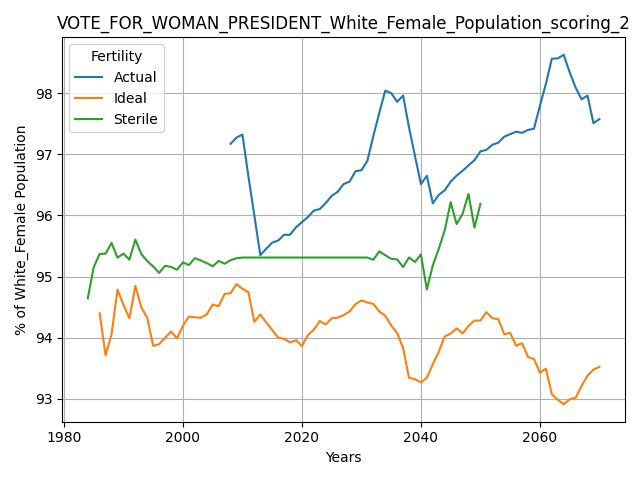 VOTE_FOR_WOMAN_PRESIDENT_White_Female_Population_scoring_2
Fertility
Actual
Ideal
Sterile
% of White_Female Population
98
97
96
95
94
93
1980 2000 2020 2040 2060
Years